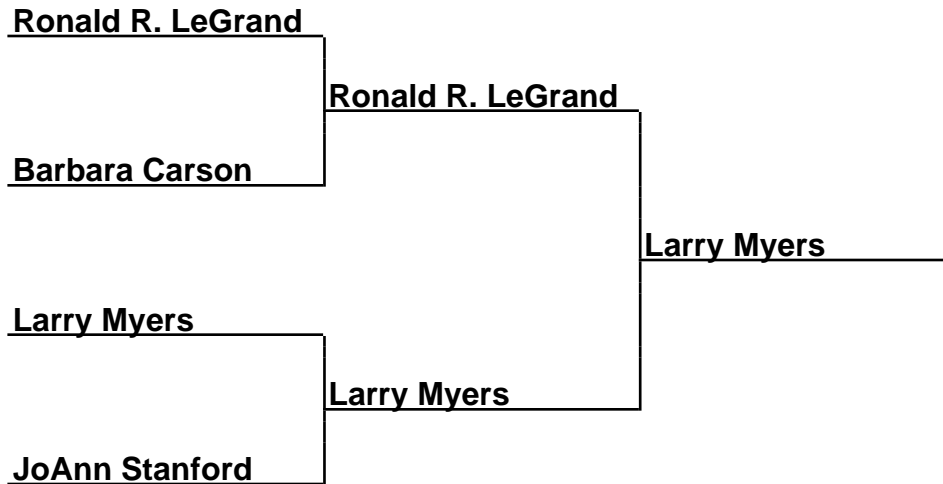 Ronald R. LeGrand
Ronald R. LeGrand
Barbara Carson
Larry Myers
Larry Myers
Larry Myers
JoAnn Stanford